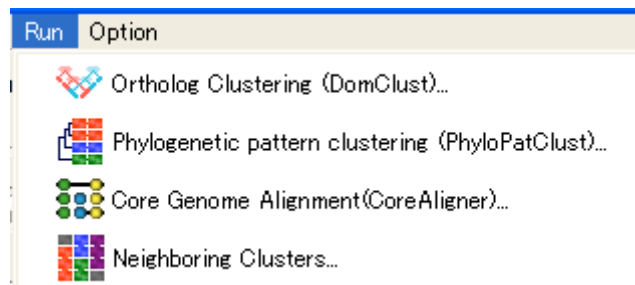 Run Option
Ortholog Clustering (DomClust)...
Phylogenetic pattern clustering (PhyloPatClust)...
Core Genome Alignment(CoreAligner)...
Neighboring Clusters...